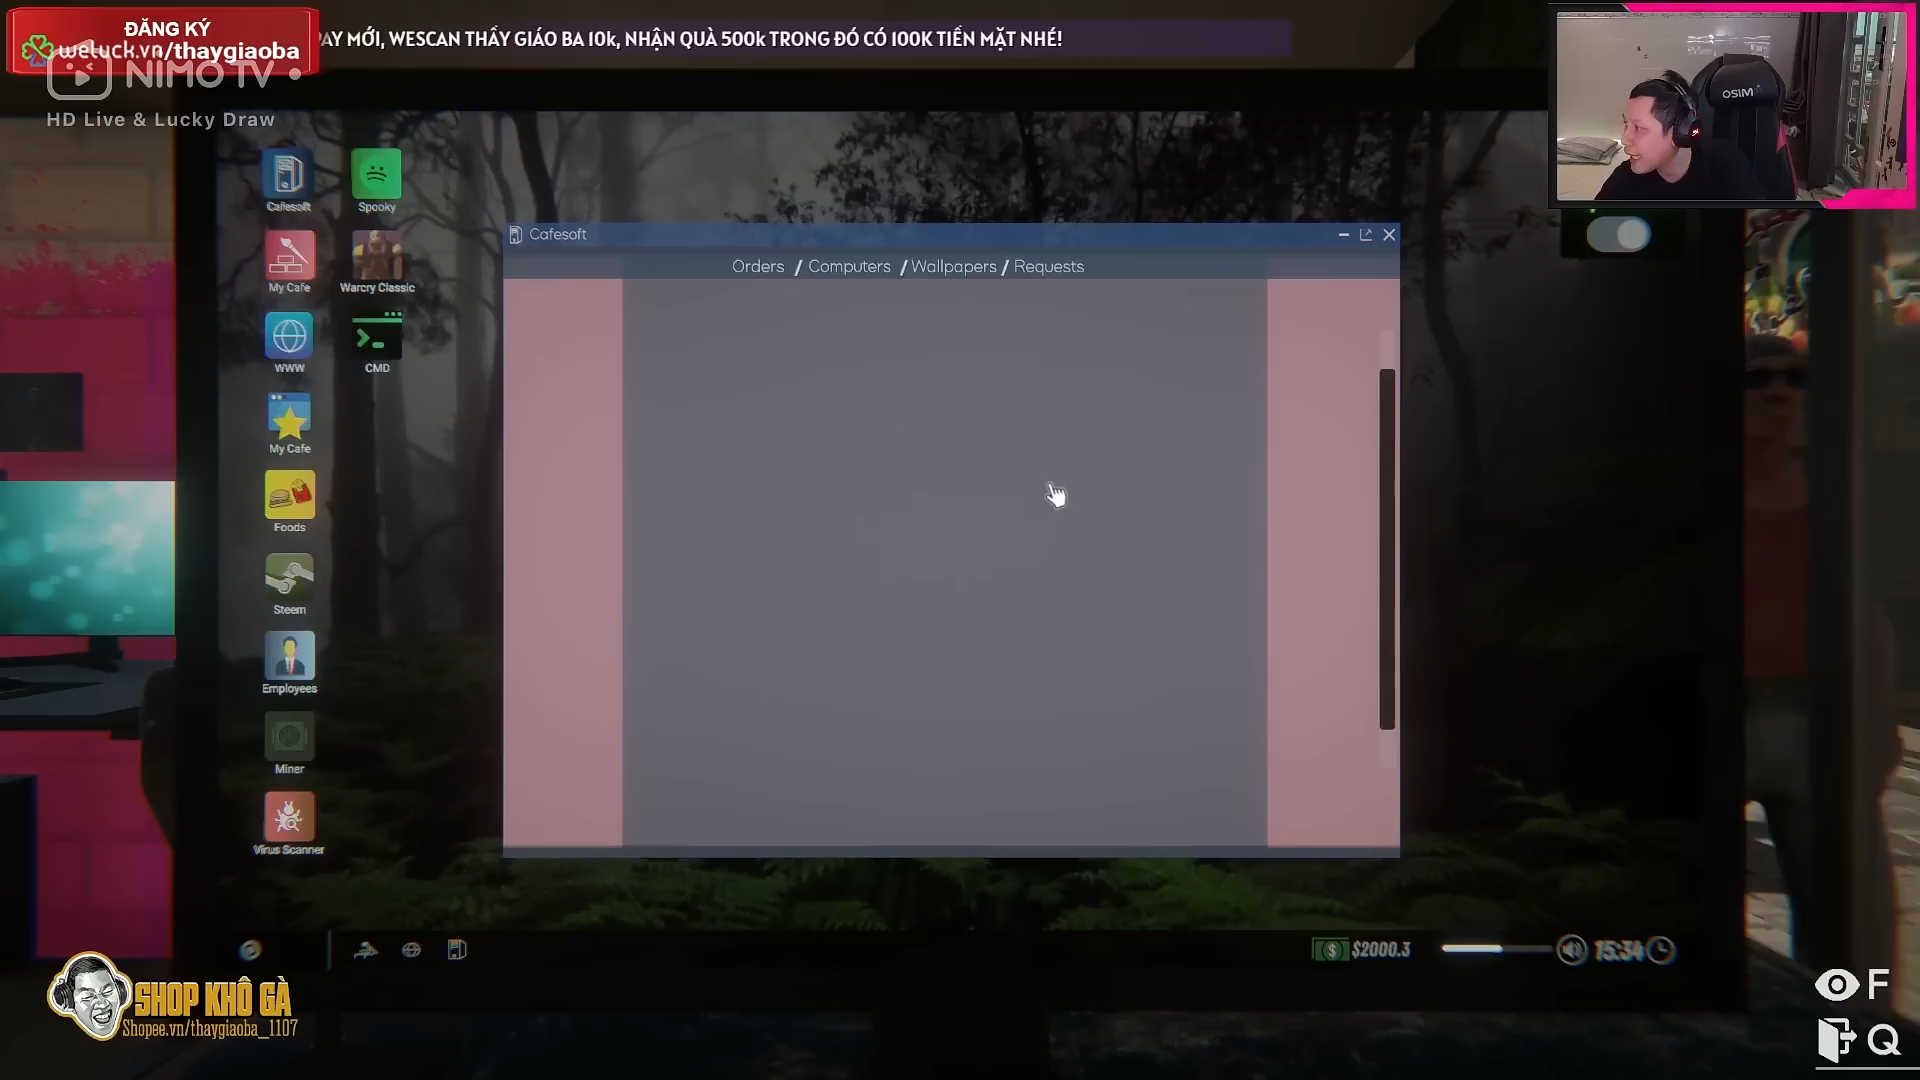 ĐĂNG KÝ
weluck.vn/thaygiaoba
PAY MỚI, WESCAN THẦY GIÁO BA 10k, NHẬN QUÀ 500k TRONG ĐÓ CÓ 100K TIỀN MẶT NHÉ!
NIMO TV
HD Live & Lucky Draw
OSIM
Cafesoft
Spooky
My Cafe
Warcry Classic
WWW
CMD
My Cafe
Foods
Steem
Employees
Miner
Virus Scanner
Cafesoft
Orders / Computers / Wallpapers / Requests
$2000.3
15:34
SHOP KHÔ GÀ
Shopee.vn/thaygiaoba_1107
F
Q